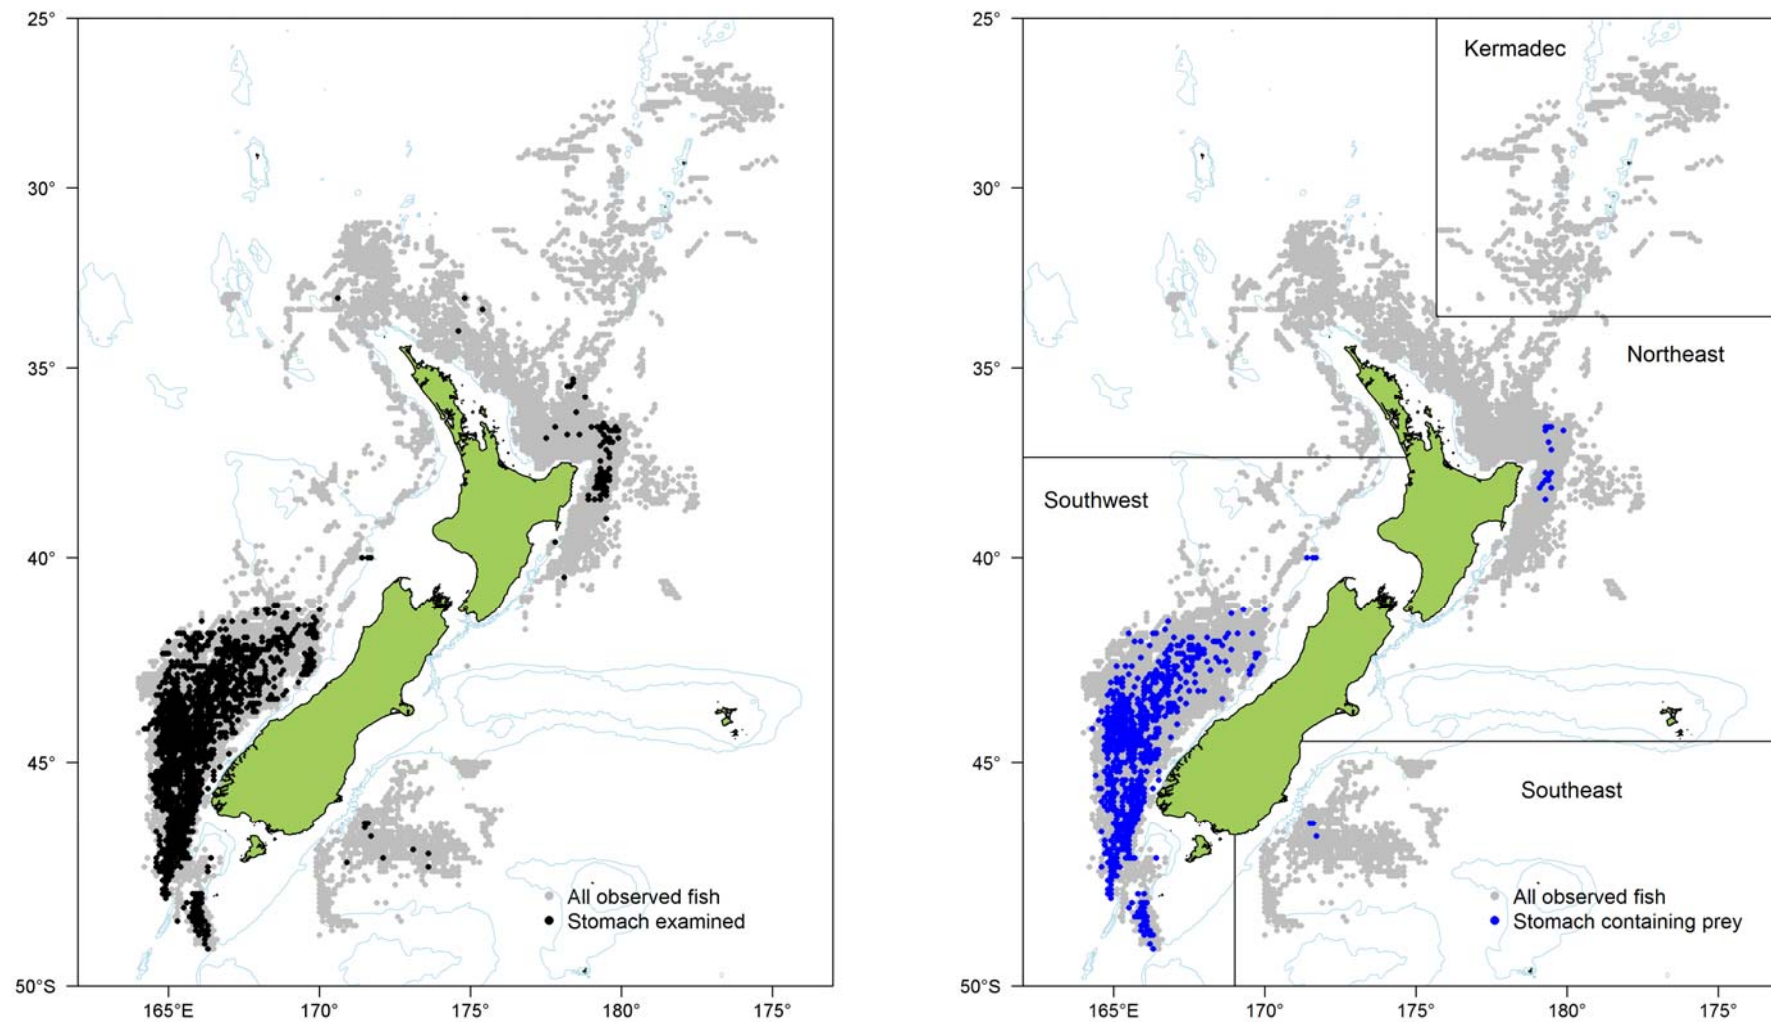 25°
30°
35°
40°
45°
50°S
165°E 170° 175° 180° 175°
All observed fish
Stomach examined
25°
30°
35°
40°
45°
50°S
165°E 170° 175° 180° 175°
Kermadec
Northeast
Southwest
Southeast
All observed fish
Stomach containing prey